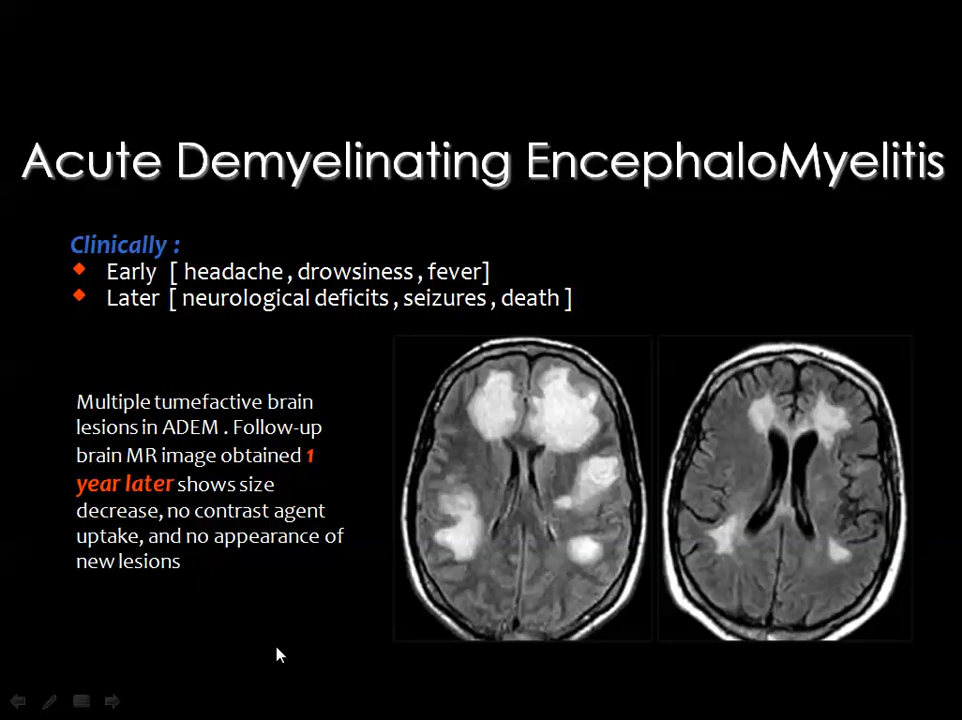 Acute Demyelinating EncephaloMyelitis
Clinically :
Early [ headache , drowsiness , fever]
Later [ neurological deficits , seizures , death ]
Multiple tumefactive brain
lesions in ADEM . Follow-up
brain MR image obtained 1
year later shows size
decrease, no contrast agent
uptake, and no appearance of
new lesions